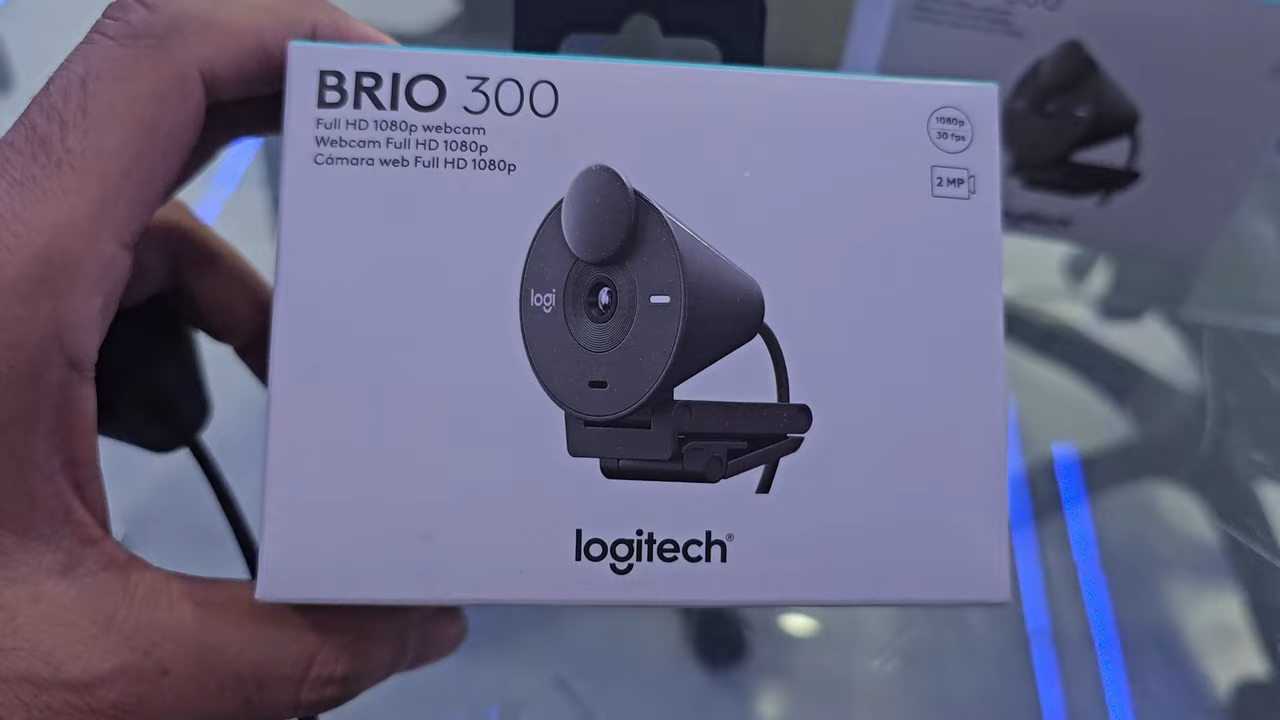 BRIO 300
Full HD 1080p webcam
Webcam Full HD 1080p
Cámara web Full HD 1080p
1080p
30 fps
2 MP
logi
logitech®